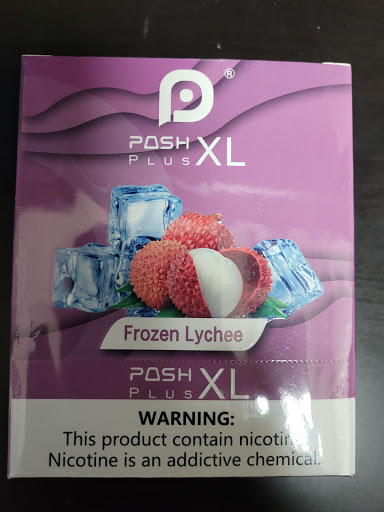 ®
POSH
PLUS XL
Frozen Lychee
POSH
PLUS XL
WARNING:
This product contain nicotin
Nicotine is an addictive chemical.